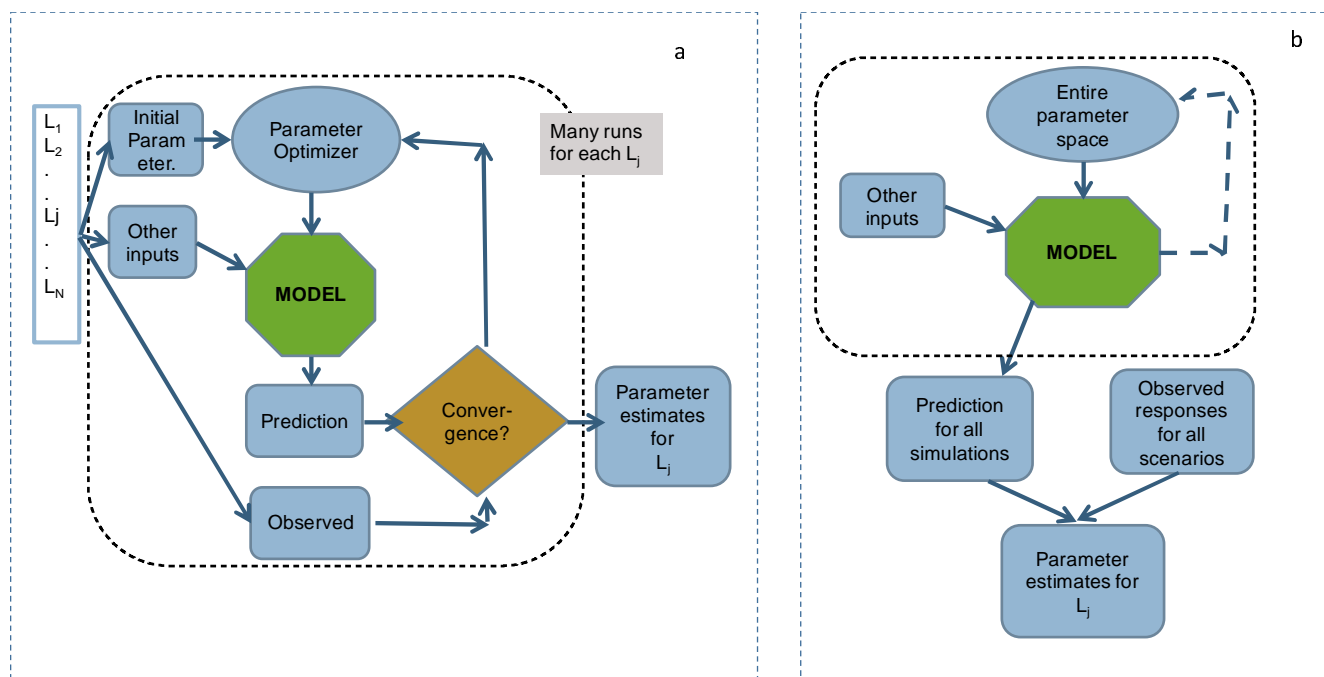 a
L1
L2
.
.
Lj
.
.
LN
Initial
Param
eter.
Parameter
Optimizer
Many runs
for each Lj
Other
inputs
MODEL
Prediction
Conver-
gence?
Parameter
estimates
for
Lj
Observed
b
Entire
parameter
space
Other
inputs
MODEL
Prediction
for all
simulations
Observed
responses
for all
scenarios
Parameter
estimates for
Lj